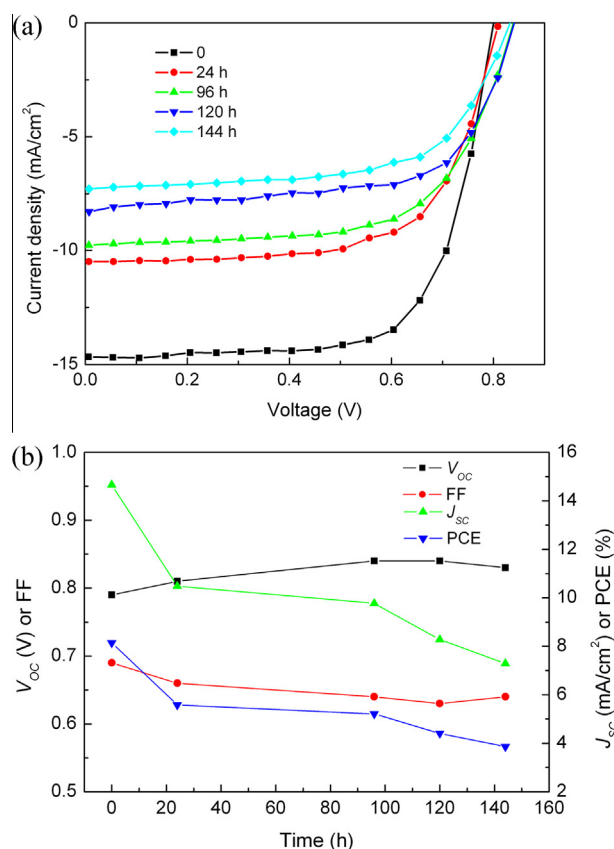 (a)
0
24 h
96 h
120 h
144 h
0
-5
-10
-15
Current density (mA/cm²)
0.0 0.2 0.4 0.6 0.8
Voltage (V)
(b)
V_OC
FF
J_SC
PCE
1.0
0.9
0.8
0.7
0.6
0.5
V_OC (V) or FF
16
14
12
10
8
6
4
2
J_SC (mA/cm²) or PCE (%)
0 20 40 60 80 100 120 140 160
Time (h)